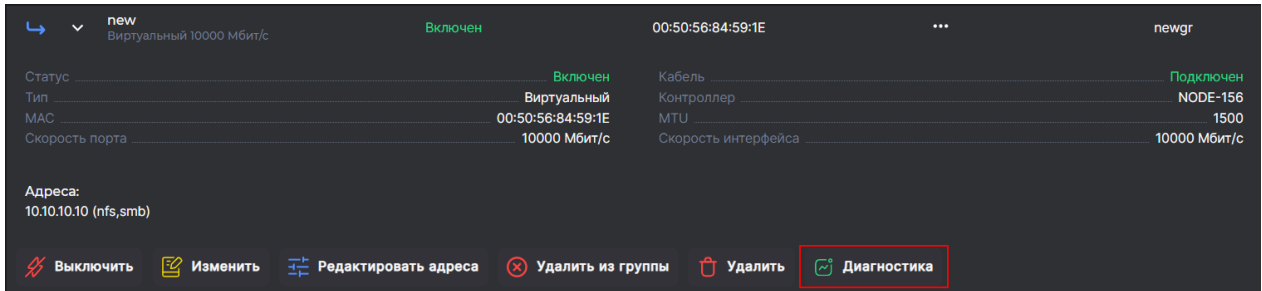 new Включен 00:50:56:84:59:1E ••• newgr
Виртуальный 10000 Мбит/с
Статус Включен Кабель Подключен
Тип Виртуальный Контроллер NODE-156
MAC 00:50:56:84:59:1E MTU 1500
Скорость порта 10000 Мбит/с Скорость интерфейса 10000 Мбит/с
Адреса:
10.10.10.10 (nfs,smb)
Выключить Изменить Редактировать адреса Удалить из группы Удалить Диагностика